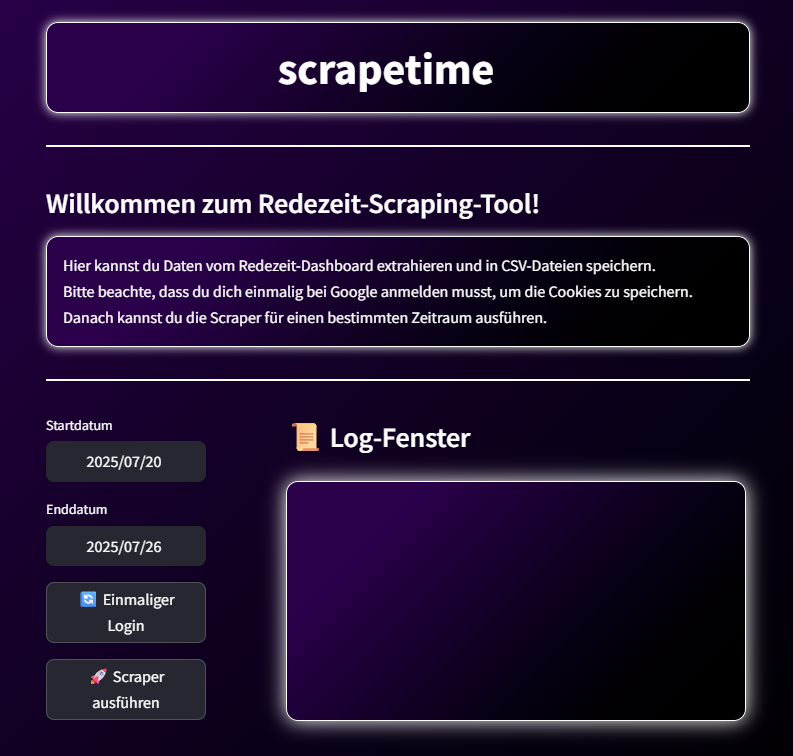 scrapetime
Willkommen zum Redezeit-Scraping-Tool!
Hier kannst du Daten vom Redezeit-Dashboard extrahieren und in CSV-Dateien speichern.
Bitte beachte, dass du dich einmalig bei Google anmelden musst, um die Cookies zu speichern.
Danach kannst du die Scraper für einen bestimmten Zeitraum ausführen.
Startdatum
2025/07/20
Enddatum
2025/07/26
🔄 Einmaliger
Login
🚀 Scraper
ausführen
📜 Log-Fenster